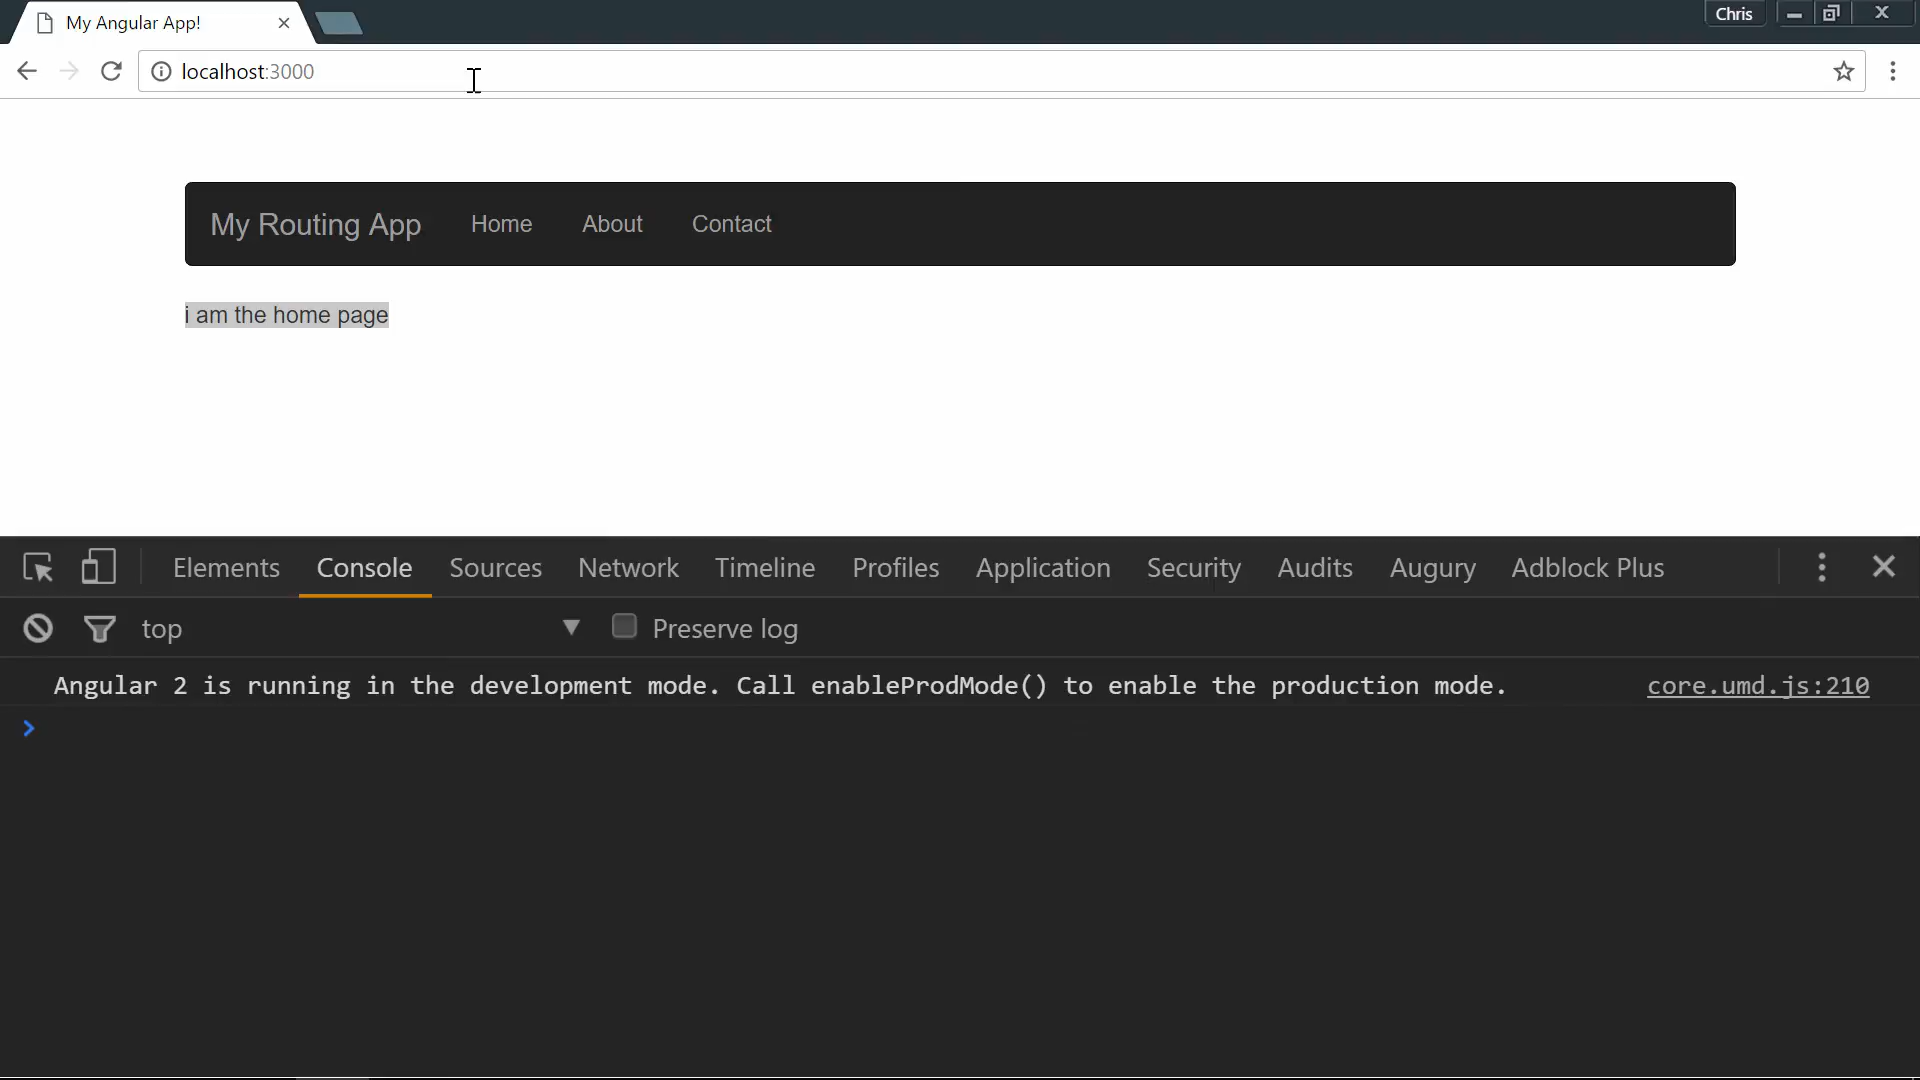 My Angular App!
Chris
localhost:3000
My Routing App Home About Contact
i am the home page
Elements Console Sources Network Timeline Profiles Application Security Audits Augury Adblock Plus
top Preserve log
Angular 2 is running in the development mode. Call enableProdMode() to enable the production mode. core.umd.js:210